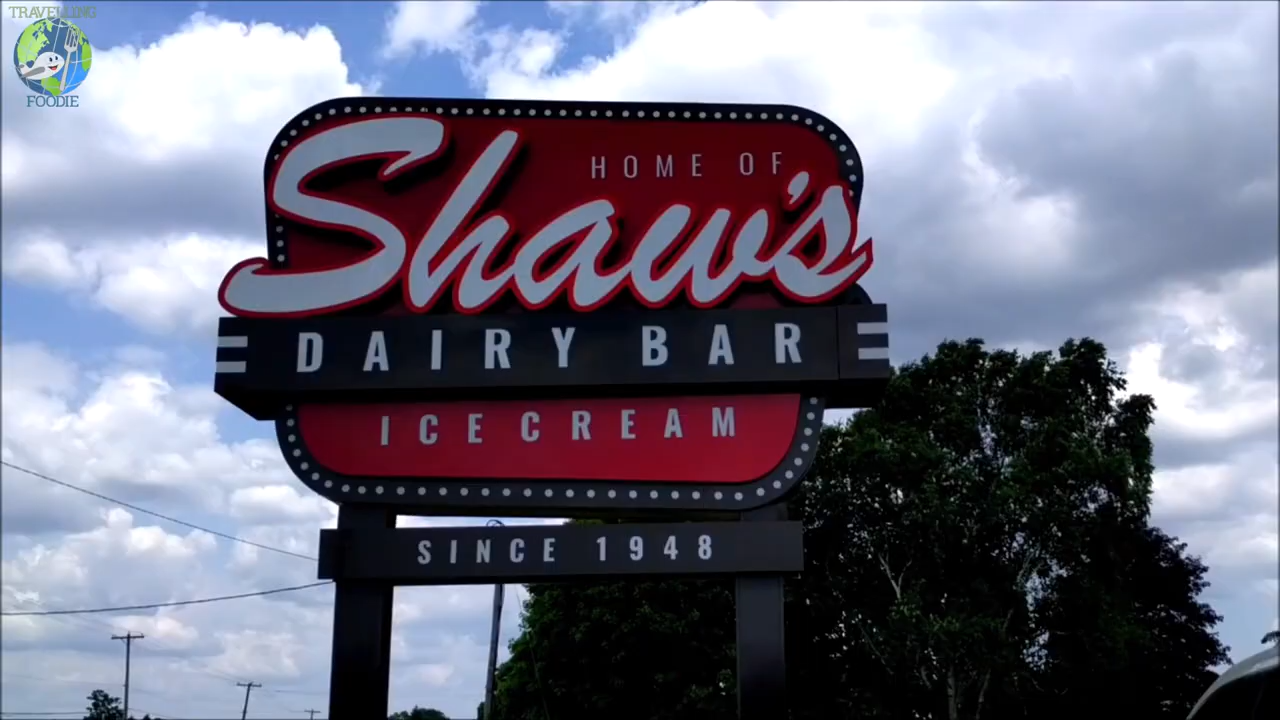 TRAVELLING
FOODIE
HOME OF
Shaw's
DAIRY BAR
ICE CREAM
SINCE 1948